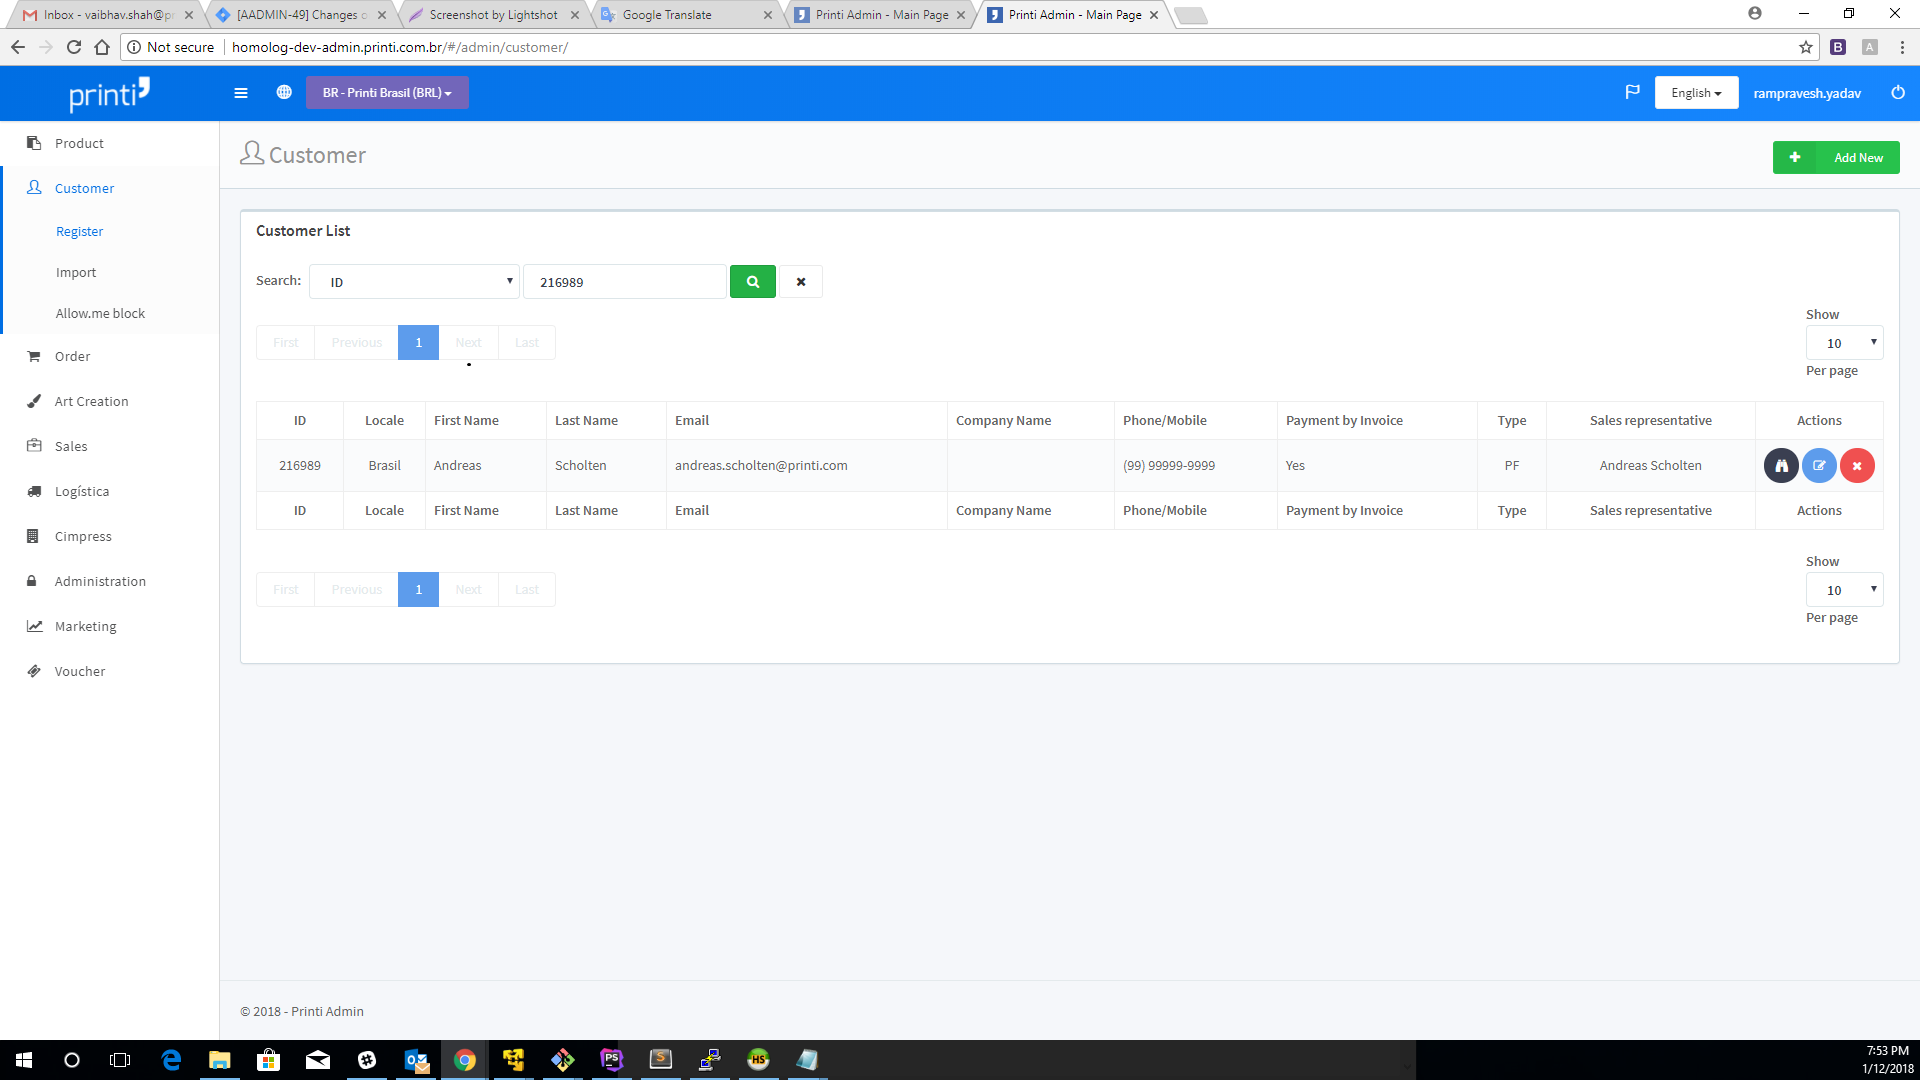 Inbox - vaibhav.shah@pr
[AADMIN-49] Changes o
Screenshot by Lightshot
Google Translate
Printi Admin - Main Page
Printi Admin - Main Page
Not secure
homolog-dev-admin.printi.com.br/#/admin/customer/
B
A
printi
BR - Printi Brasil (BRL)
English
rampravesh.yadav
Product
Customer
Register
Import
Allow.me block
Order
Art Creation
Sales
Logística
Cimpress
Administration
Marketing
Voucher
Customer
Add New
Customer List
Search: ID 216989
Show
First Previous 1 Next Last
10
Per page
ID Locale First Name Last Name Email Company Name Phone/Mobile Payment by Invoice Type Sales representative Actions
216989 Brasil Andreas Scholten andreas.scholten@printi.com (99) 99999-9999 Yes PF Andreas Scholten
ID Locale First Name Last Name Email Company Name Phone/Mobile Payment by Invoice Type Sales representative Actions
Show
First Previous 1 Next Last
10
Per page
© 2018 - Printi Admin
PS
S
HS
7:53 PM
1/12/2018